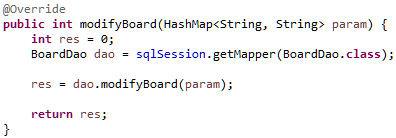 @Override
public int modifyBoard(HashMap<String, String> param) {
    int res = 0;
    BoardDao dao = sqlSession.getMapper(BoardDao.class);

    res = dao.modifyBoard(param);

    return res;
}